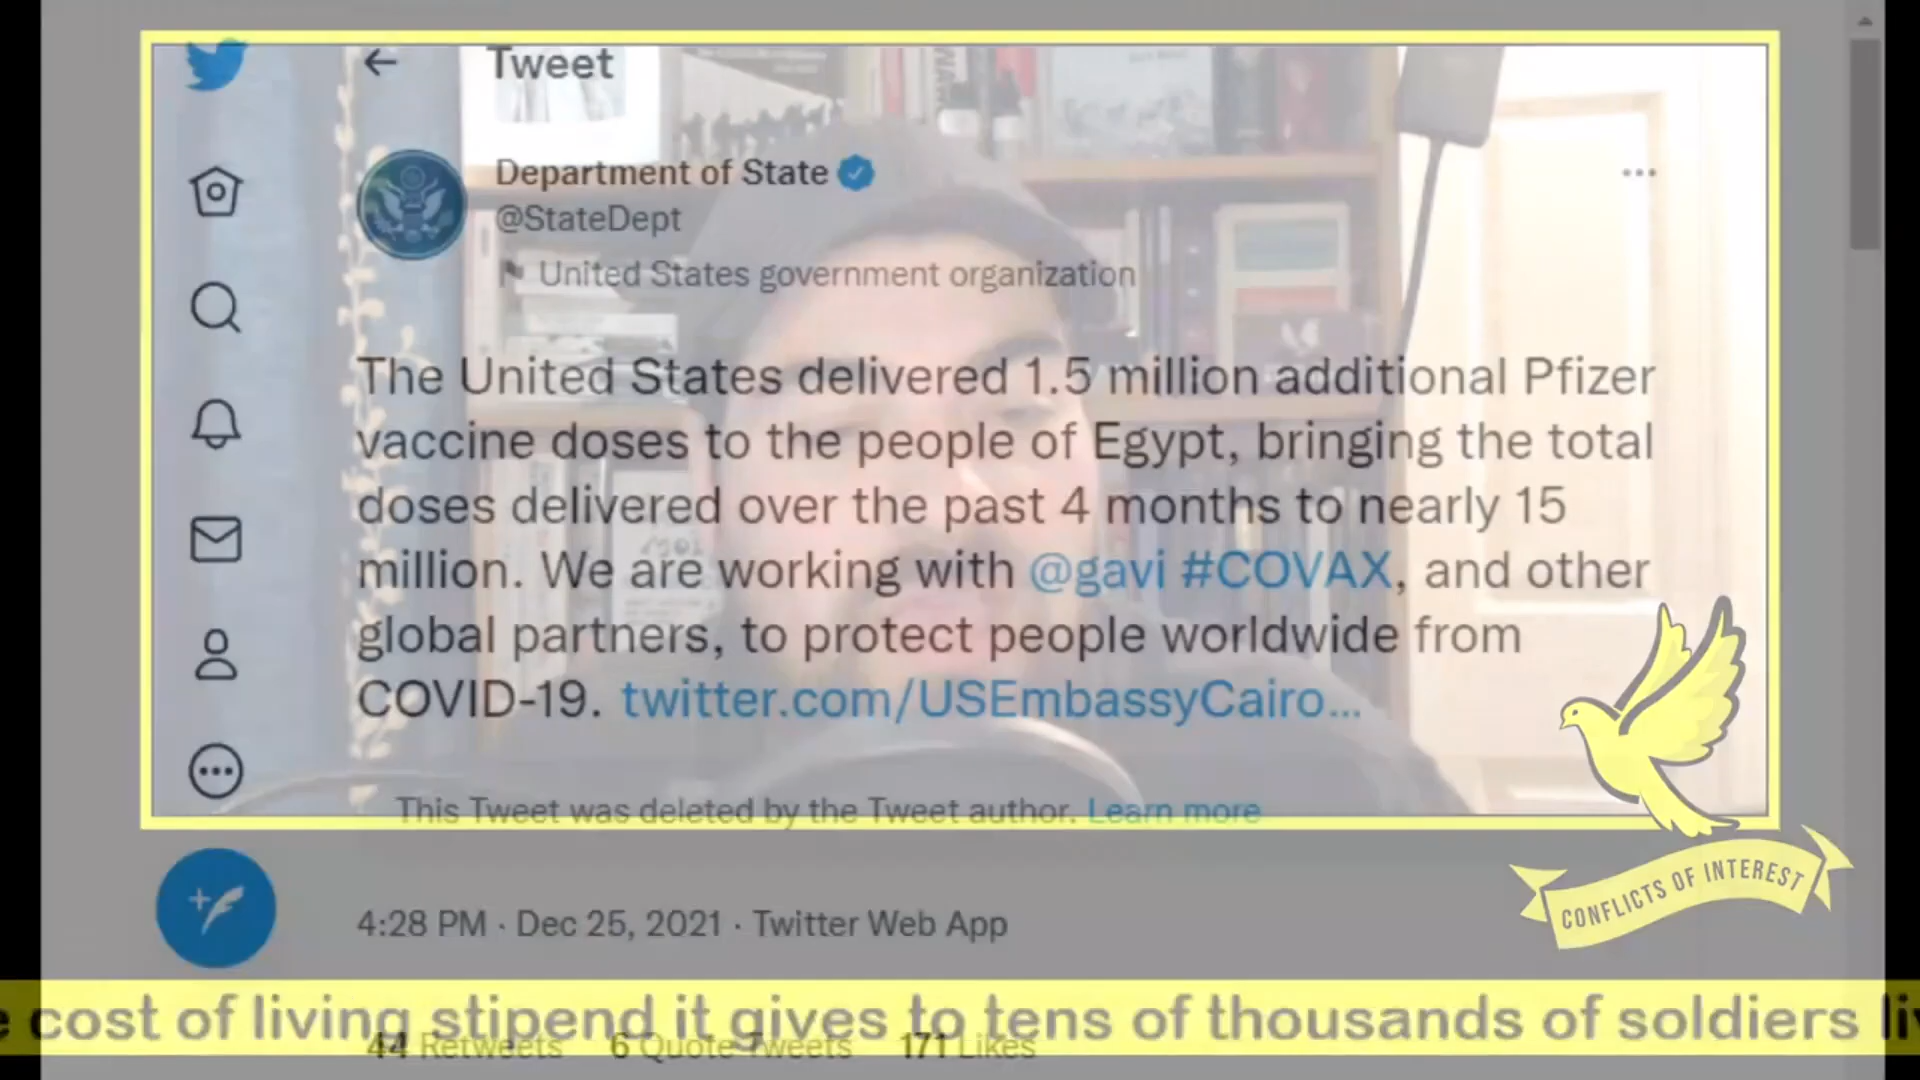 Tweet
Department of State
@StateDept
United States government organization
The United States delivered 1.5 million additional Pfizer
vaccine doses to the people of Egypt, bringing the total
doses delivered over the past 4 months to nearly 15
million. We are working with @gavi #COVAX, and other
global partners, to protect people worldwide from
COVID-19. twitter.com/USEmbassyCairo...
This Tweet was deleted by the Tweet author. Learn more
CONFLICTS OF INTEREST
4:28 PM · Dec 25, 2021 · Twitter Web App
cost of living stipend it gives to tens of thousands of soldiers
44 Retweets 6 Quote Tweets 171 Likes